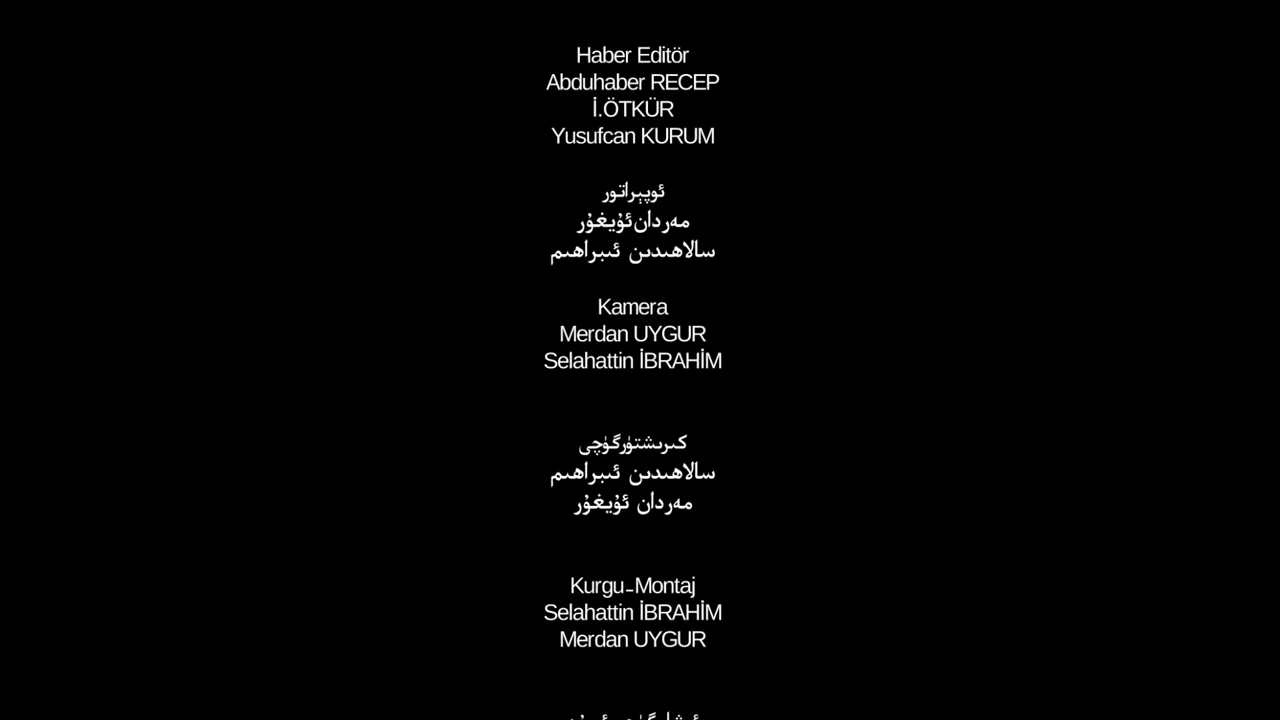 Haber Editör
Abduhaber RECEP
İ.ÖTKÜR
Yusufcan KURUM
ئوپېراتور
مەردان ئۇيغۇر
سالاھىدىن ئىبراھىم
Kamera
Merdan UYGUR
Selahattin İBRAHİM
كىرىشتۈرگۈچى
سالاھىدىن ئىبراھىم
مەردان ئۇيغۇر
Kurgu-Montaj
Selahattin İBRAHİM
Merdan UYGUR